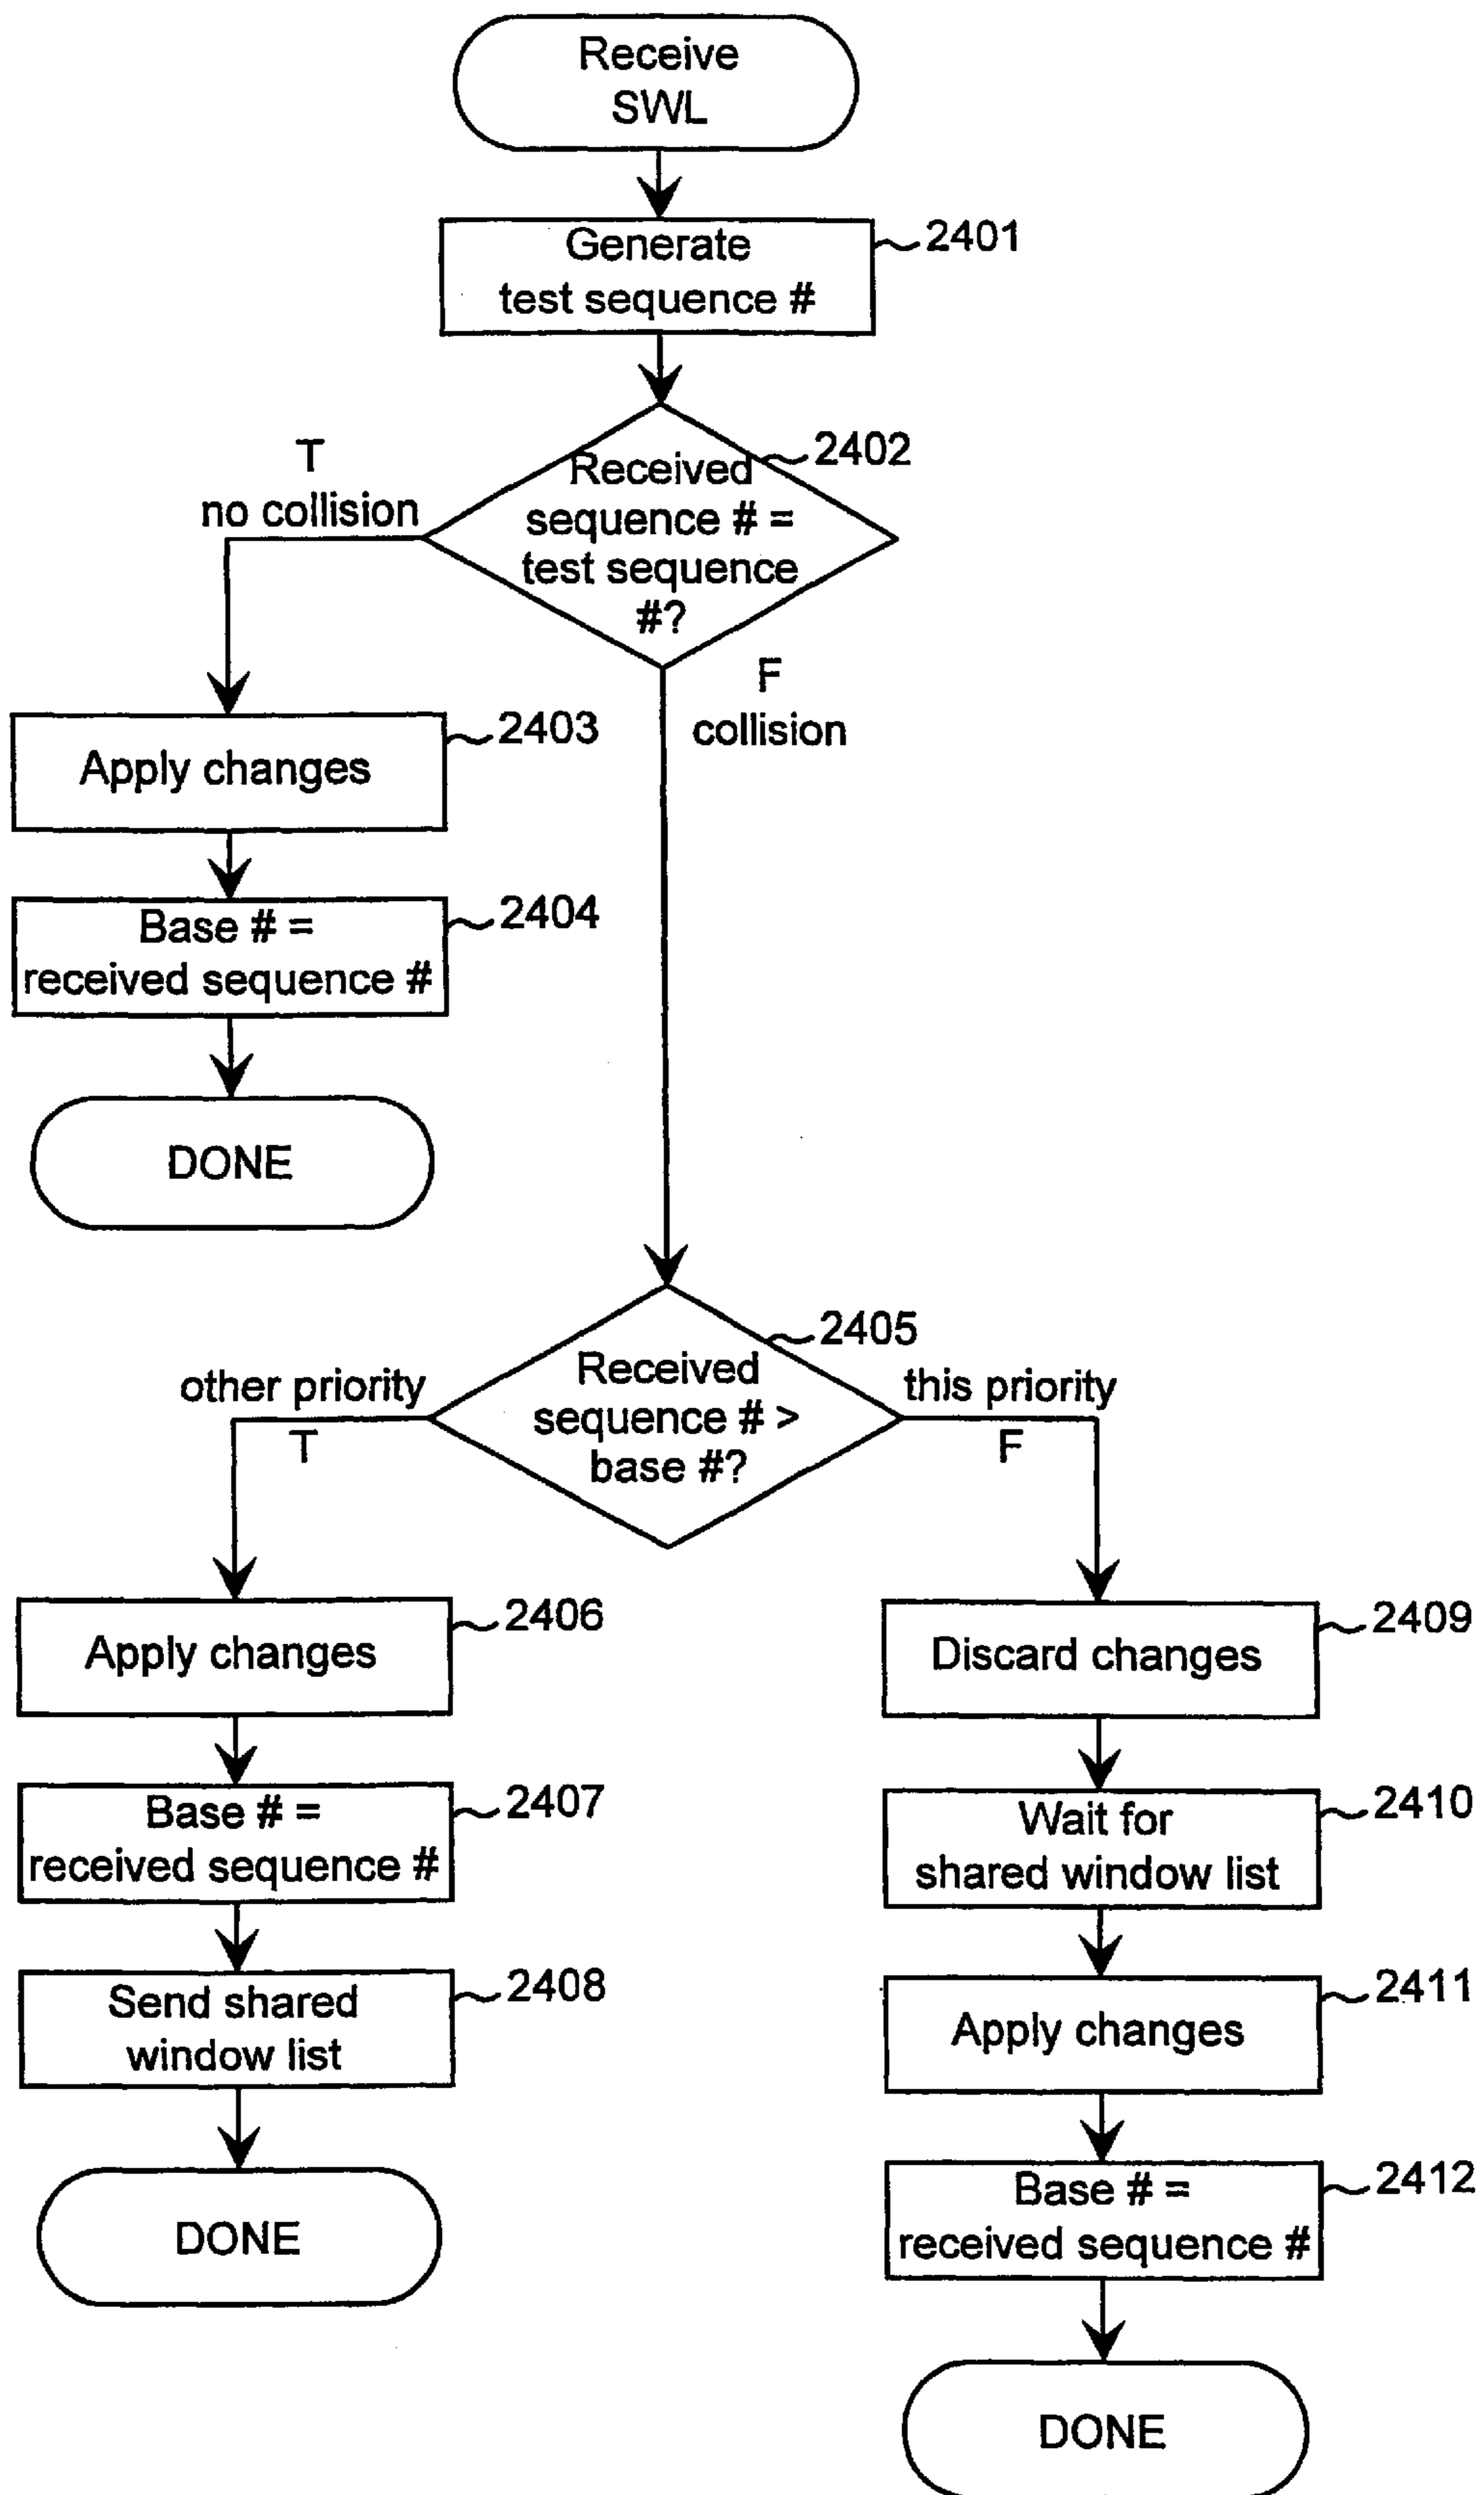 Receive
SWL
Generate
test sequence #
2401
Received
sequence # =
test sequence
#?
2402
T
no collision
F
collision
Apply changes
2403
Base # =
received sequence #
2404
DONE
Received
sequence # >
base #?
2405
other priority
T
this priority
F
Apply changes
2406
Base # =
received sequence #
2407
Send shared
window list
2408
DONE
Discard changes
2409
Wait for
shared window list
2410
Apply changes
2411
Base # =
received sequence #
2412
DONE